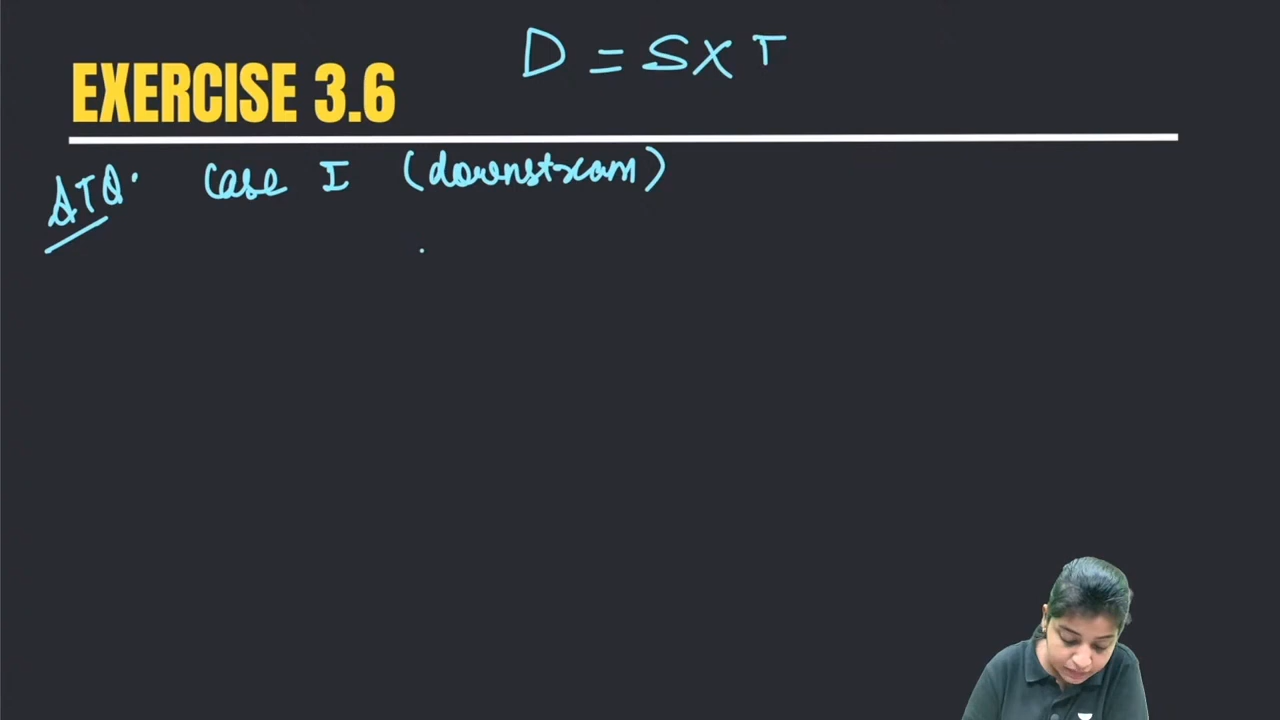 D = S X T
EXERCISE 3.6
ATQ. Case I (downstream)